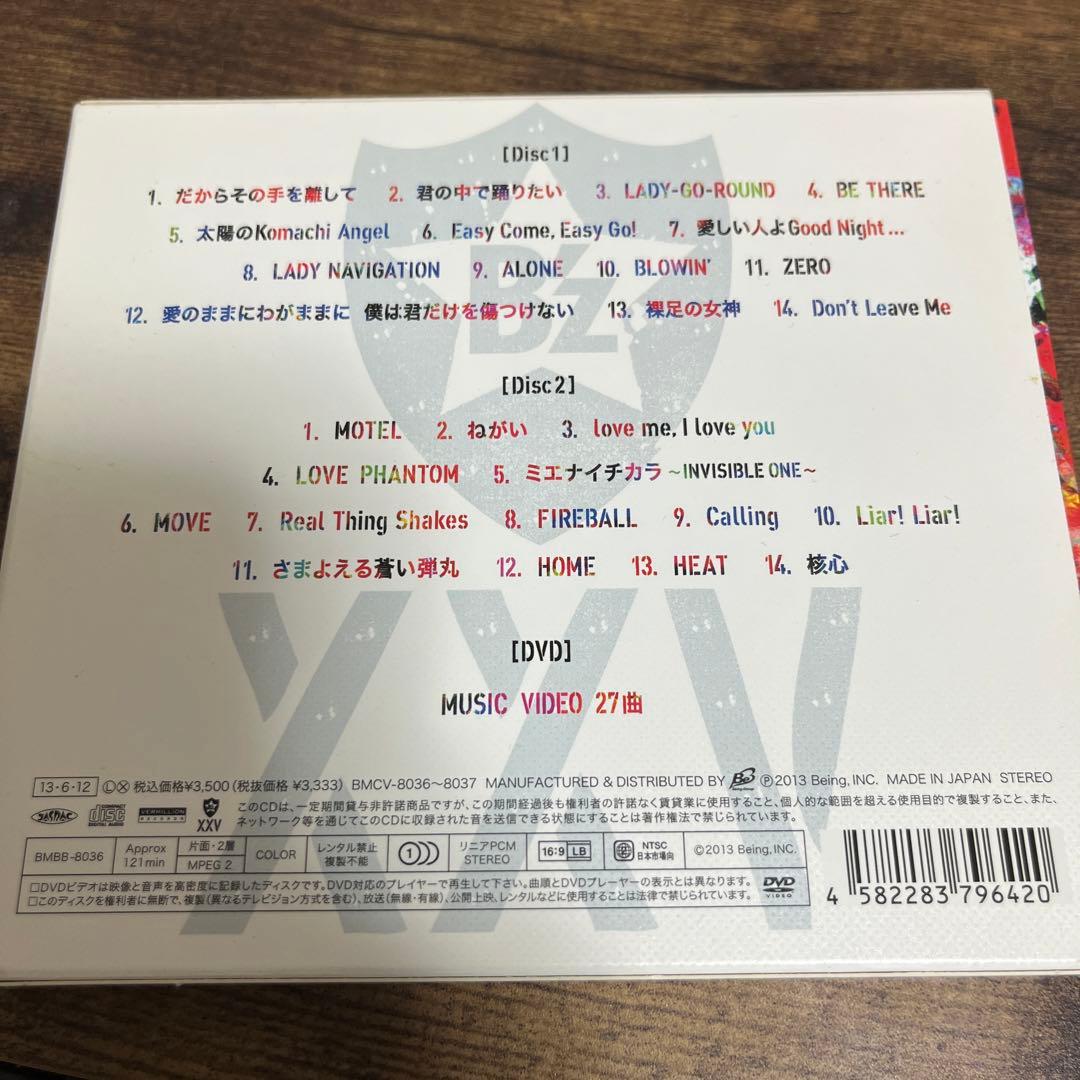 [Disc1]
1. だからその手を離して 2. 君の中で踊りたい 3. LADY-GO-ROUND 4. BE THERE
5. 太陽のKomachi Angel 6. Easy Come, Easy Go! 7. 愛しい人よGood Night...
8. LADY NAVIGATION 9. ALONE 10. BLOWIN' 11. ZERO
12. 愛のままにわがままに 僕は君だけを傷つけない 13. 裸足の女神 14. Don't Leave Me
B'z
[Disc2]
1. MOTEL 2. ねがい 3. love me, I love you
4. LOVE PHANTOM 5. ミエナイチカラ ~INVISIBLE ONE~
6. MOVE 7. Real Thing Shakes 8. FIREBALL 9. Calling 10. Liar! Liar!
11. さまよえる蒼い弾丸 12. HOME 13. HEAT 14. 核心
XXV
[DVD]
MUSIC VIDEO 27曲
13・6・12 ⓁⓍ 税込価格¥3,500(税抜価格 ¥3,333) BMCV-8036~8037 MANUFACTURED & DISTRIBUTED BY Be ℗2013 Being, INC. MADE IN JAPAN STEREO
JASRAC COMPACT disc DIGITAL AUDIO VERMILLION RECORDS XXV
このCDは、一定期間貸与非許諾商品ですが、この期間経過後も権利者の許諾なく賃貸業に使用すること、個人的な範囲を超える使用目的で複製すること、また、
ネットワーク等を通じてこのCDに収録された音を送信できる状態にすることは著作権法で禁じられています。
BMBB-8036 Approx 121min 片面・2層 MPEG 2 COLOR レンタル禁止 複製不能 1 リニアPCM STEREO 16:9 LB NTSC 日本市場向 ©2013 Being, INC.
□DVDビデオは映像と音声を高密度に記録したディスクです。DVD対応のプレイヤーで再生して下さい。曲順とDVDプレーヤーの表示とは異なります。
□このディスクを権利者に無断で、複製(異なるテレビジョン方式を含む)、放送(無線・有線)、公開上映、レンタルなどに使用することは法律で禁じられています。
DVD VIDEO
4 582283 796420